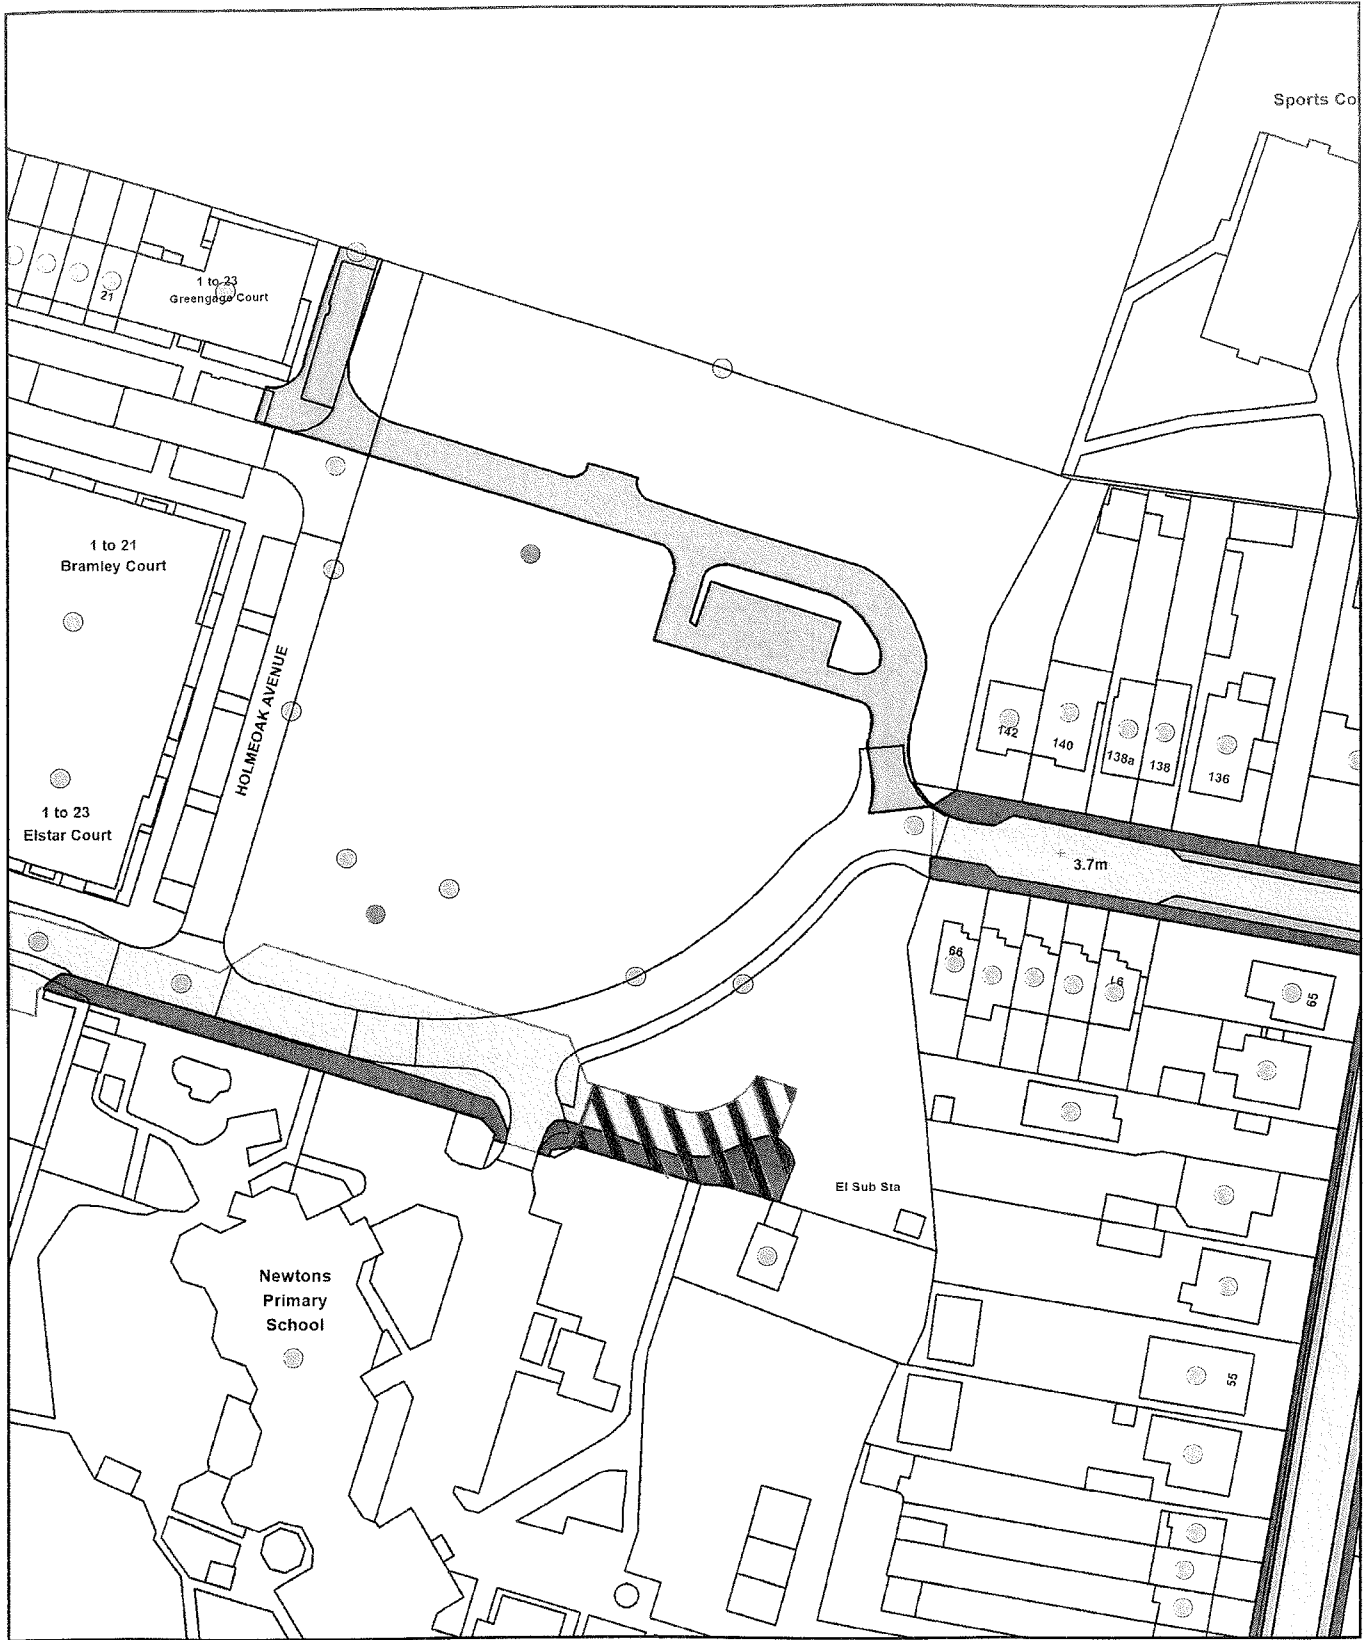 Sports Co
1 to 23
Greengage Court
21
1 to 21
Bramley Court
HOLMEOAK AVENUE
142
140
138a
138
136
1 to 23
Elstar Court
3.7m
66
61
65
El Sub Sta
Newtons
Primary
School
55